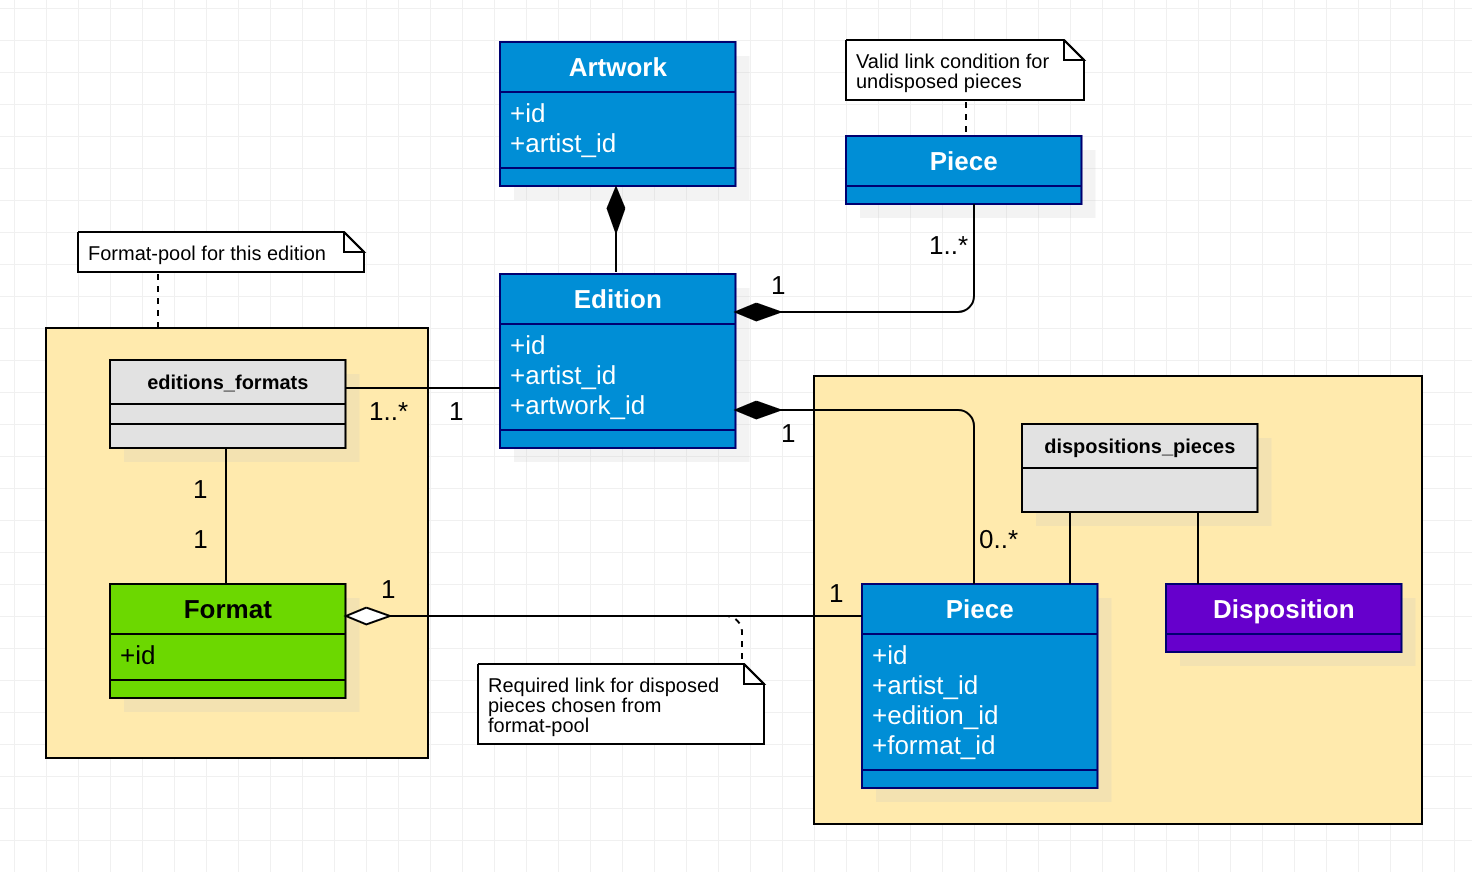 Artwork
+id
+artist_id
Valid link condition for
undisposed pieces
Piece
1..*
Format-pool for this edition
Edition
+id
+artist_id
+artwork_id
1
editions_formats
1..*
1
1
dispositions_pieces
1
1
0..*
Format
+id
1
1
Piece
+id
+artist_id
+edition_id
+format_id
Disposition
Required link for disposed
pieces chosen from
format-pool